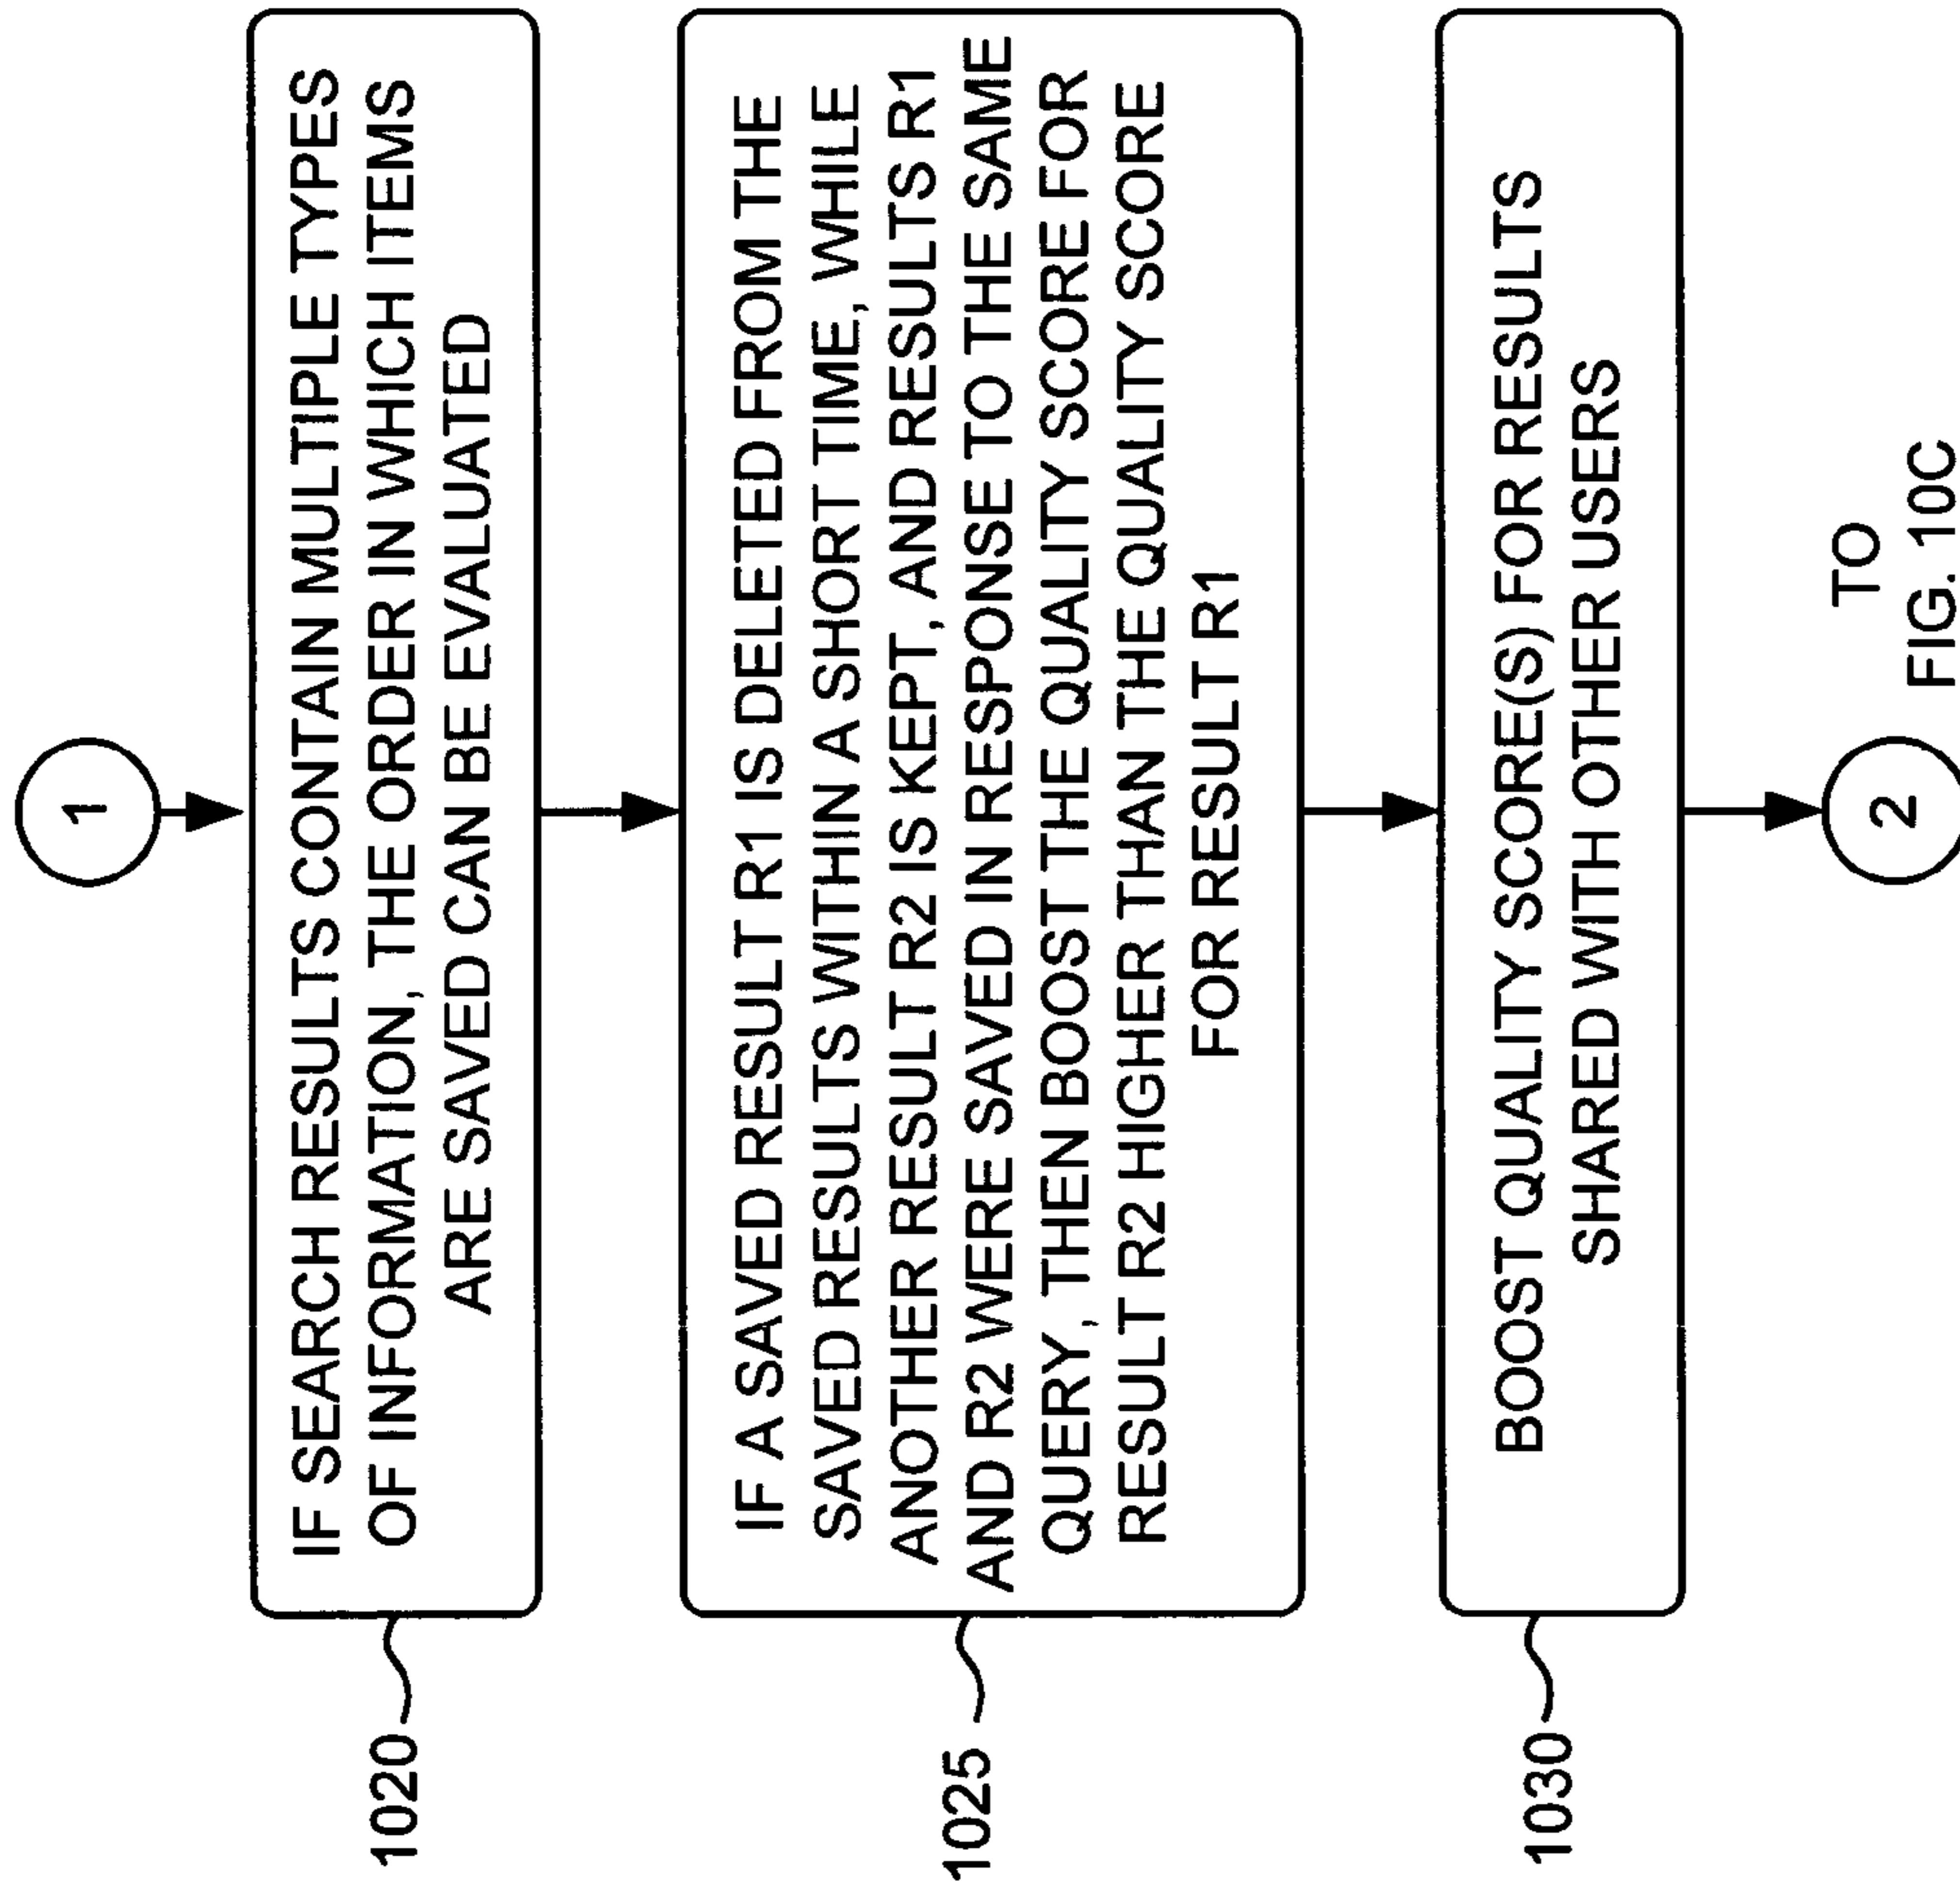 1
IF SEARCH RESULTS CONTAIN MULTIPLE TYPES
OF INFORMATION, THE ORDER IN WHICH ITEMS
ARE SAVED CAN BE EVALUATED
1020
IF A SAVED RESULT R1 IS DELETED FROM THE
SAVED RESULTS WITHIN A SHORT TIME, WHILE
ANOTHER RESULT R2 IS KEPT, AND RESULTS R1
AND R2 WERE SAVED IN RESPONSE TO THE SAME
QUERY, THEN BOOST THE QUALITY SCORE FOR
RESULT R2 HIGHER THAN THE QUALITY SCORE
FOR RESULT R1
1025
BOOST QUALITY SCORE(S) FOR RESULTS
SHARED WITH OTHER USERS
1030
2
TO
FIG. 10C